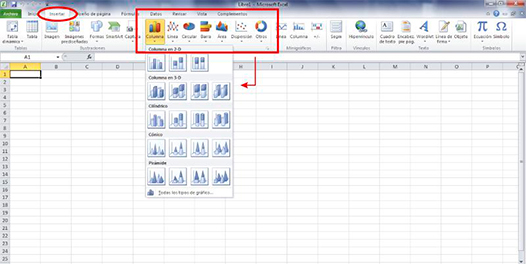 Libro1 - Microsoft Excel
Archivo Inicio Insertar Diseño de página Fórmulas Datos Revisar Vista Complementos
Tabla dinámica Tabla Imagen Imágenes prediseñadas Formas SmartArt Captura Columna Línea Circular Barra Área Dispersión Otros Línea Columna Segm Hipervínculo Cuadro de texto Encabez. pie pág. WordArt Línea de firma Objeto Ecuación Símbolo
Tablas Ilustraciones Columna en 2-D Minigráficos Filtro Vínculos Texto Símbolos
A1 fx
A B C D H I J K L M N O P Q
Columna en 3-D
Cilíndrico
Cónico
Pirámide
Todos los tipos de gráfico...
1
2
3
4
5
6
7
8
9
10
11
12
13
14
15
16
17
18
19
20
21
22
23
24
25